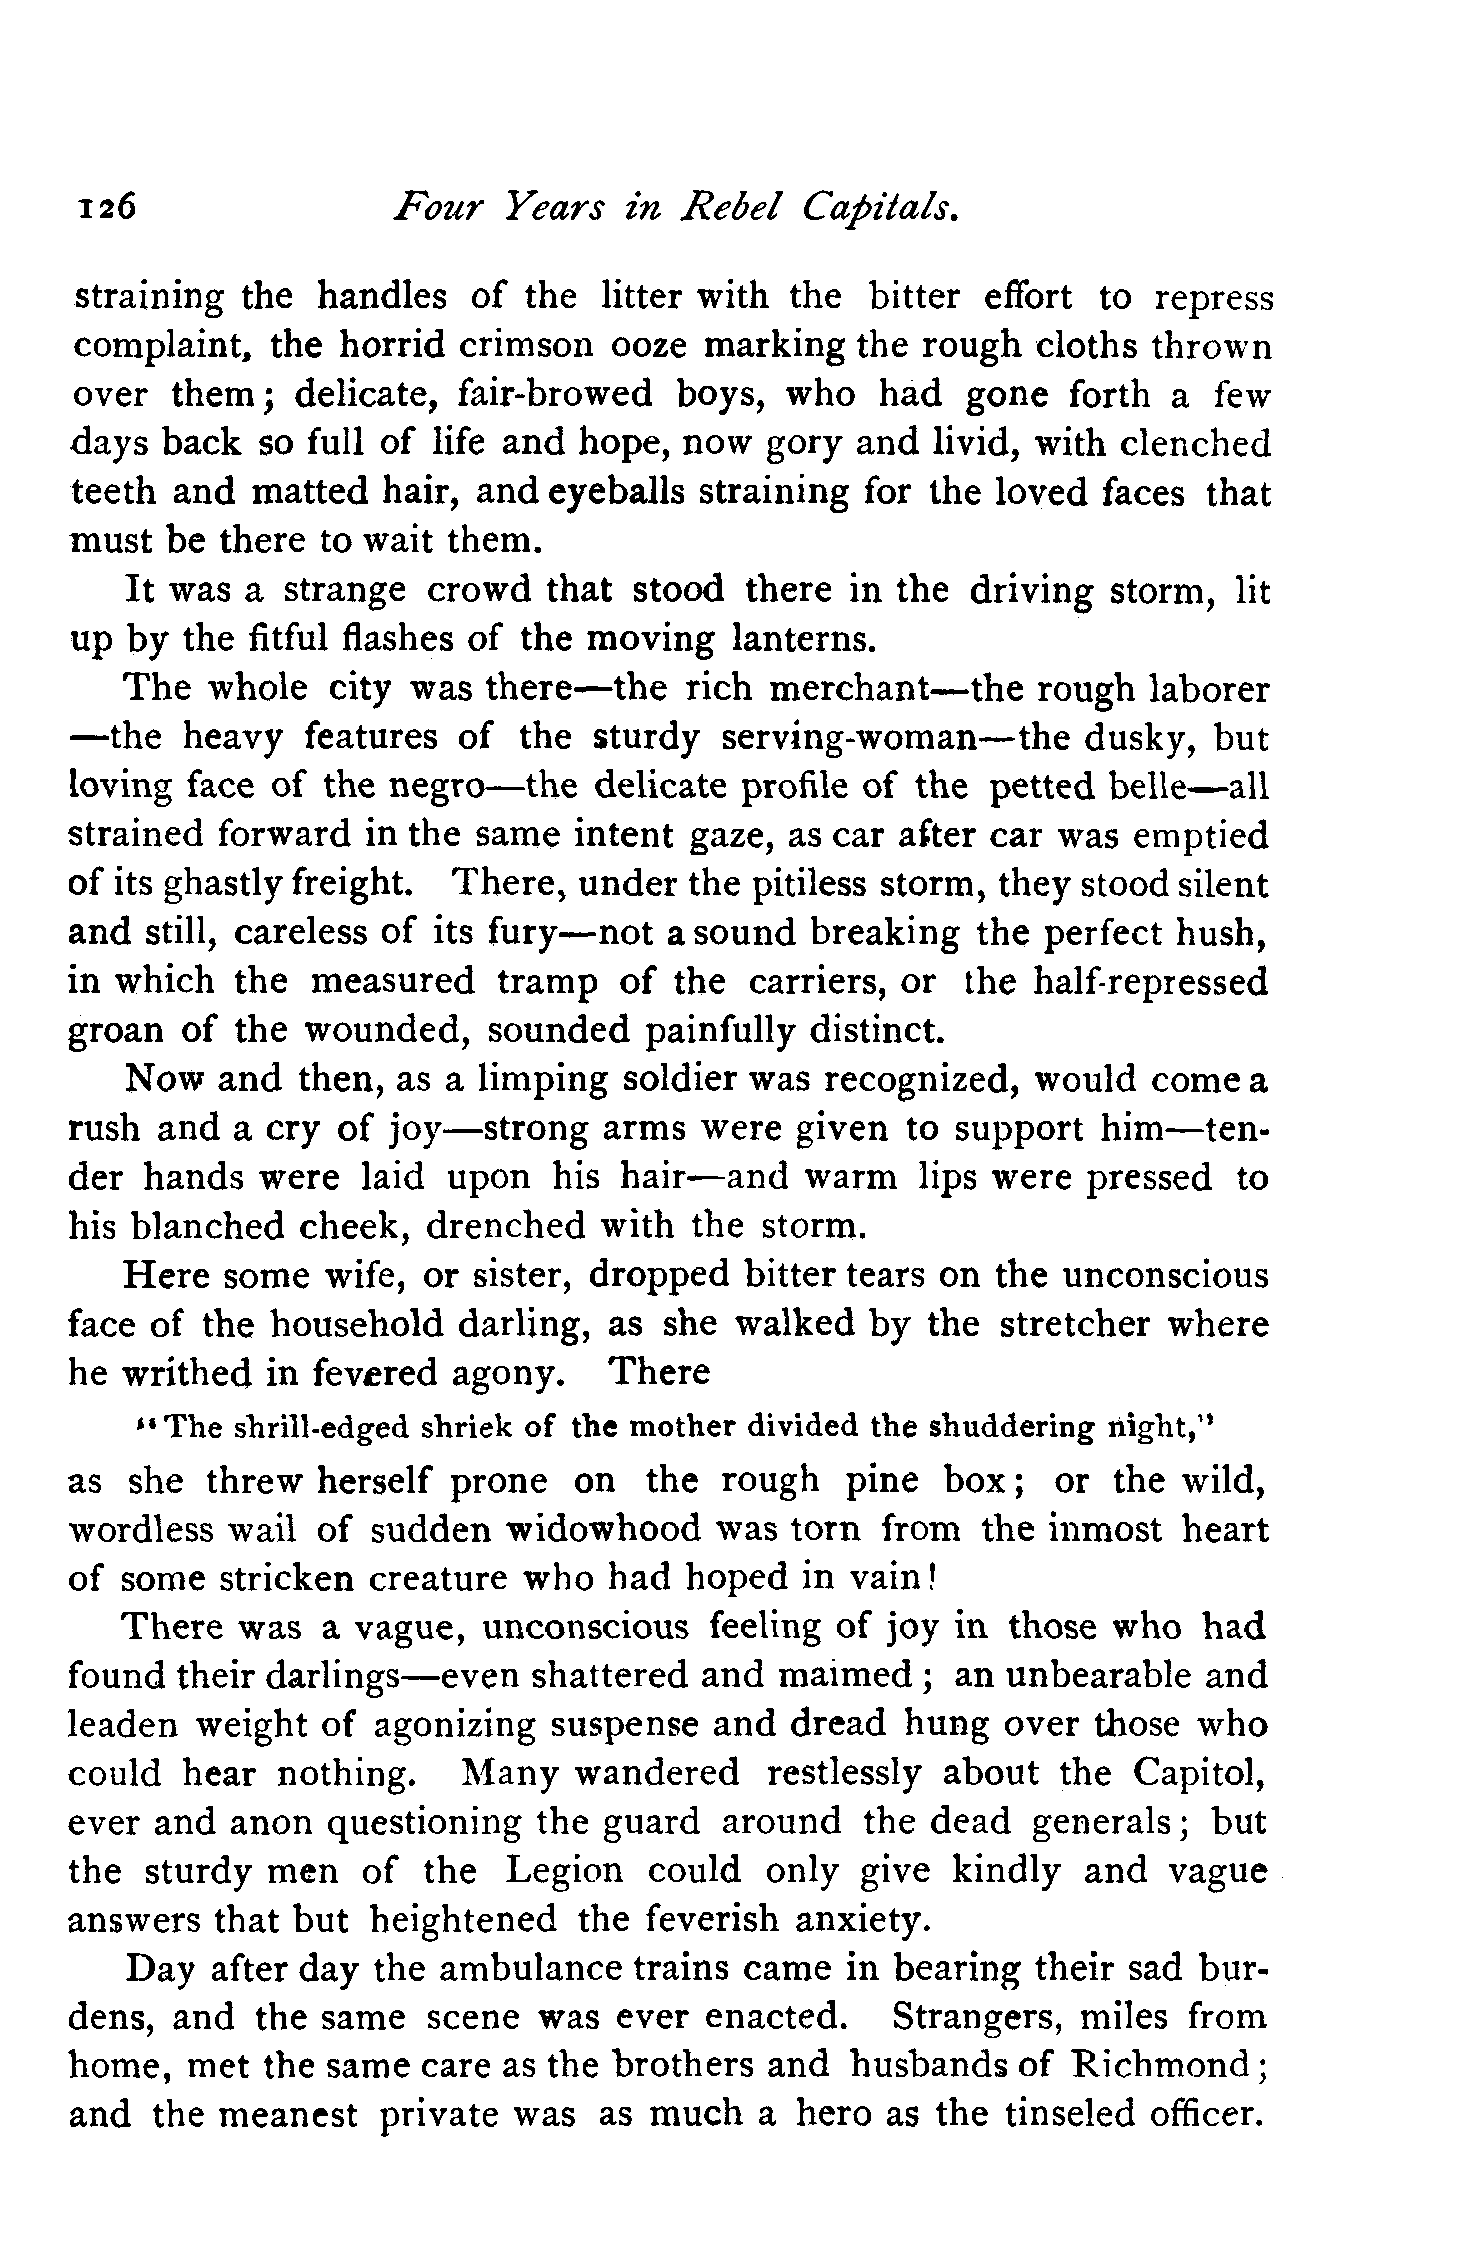 126 Four Years in Rebel Capitals.
straining the handles of the litter with the bitter effort to repress
complaint, the horrid crimson ooze marking the rough cloths thrown
over them; delicate, fair-browed boys, who had gone forth a few
days back so full of life and hope, now gory and livid, with clenched
teeth and matted hair, and eyeballs straining for the loved faces that
must be there to wait them.
It was a strange crowd that stood there in the driving storm, lit
up by the fitful flashes of the moving lanterns.
The whole city was there—the rich merchant—the rough laborer
—the heavy features of the sturdy serving-woman—the dusky, but
loving face of the negro—the delicate profile of the petted belle—all
strained forward in the same intent gaze, as car after car was emptied
of its ghastly freight. There, under the pitiless storm, they stood silent
and still, careless of its fury—not a sound breaking the perfect hush,
in which the measured tramp of the carriers, or the half-repressed
groan of the wounded, sounded painfully distinct.
Now and then, as a limping soldier was recognized, would come a
rush and a cry of joy—strong arms were given to support him—ten-
der hands were laid upon his hair—and warm lips were pressed to
his blanched cheek, drenched with the storm.
Here some wife, or sister, dropped bitter tears on the unconscious
face of the household darling, as she walked by the stretcher where
he writhed in fevered agony. There
"The shrill-edged shriek of the mother divided the shuddering night,"
as she threw herself prone on the rough pine box; or the wild,
wordless wail of sudden widowhood was torn from the inmost heart
of some stricken creature who had hoped in vain!
There was a vague, unconscious feeling of joy in those who had
found their darlings—even shattered and maimed; an unbearable and
leaden weight of agonizing suspense and dread hung over those who
could hear nothing. Many wandered restlessly about the Capitol,
ever and anon questioning the guard around the dead generals; but
the sturdy men of the Legion could only give kindly and vague
answers that but heightened the feverish anxiety.
Day after day the ambulance trains came in bearing their sad bur-
dens, and the same scene was ever enacted. Strangers, miles from
home, met the same care as the brothers and husbands of Richmond;
and the meanest private was as much a hero as the tinseled officer.